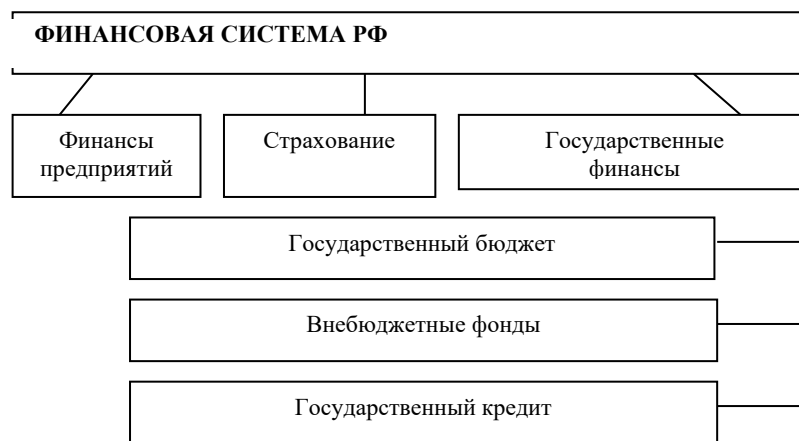 ФИНАНСОВАЯ СИСТЕМА РФ
Финансы
предприятий
Страхование
Государственные
финансы
Государственный бюджет
Внебюджетные фонды
Государственный кредит